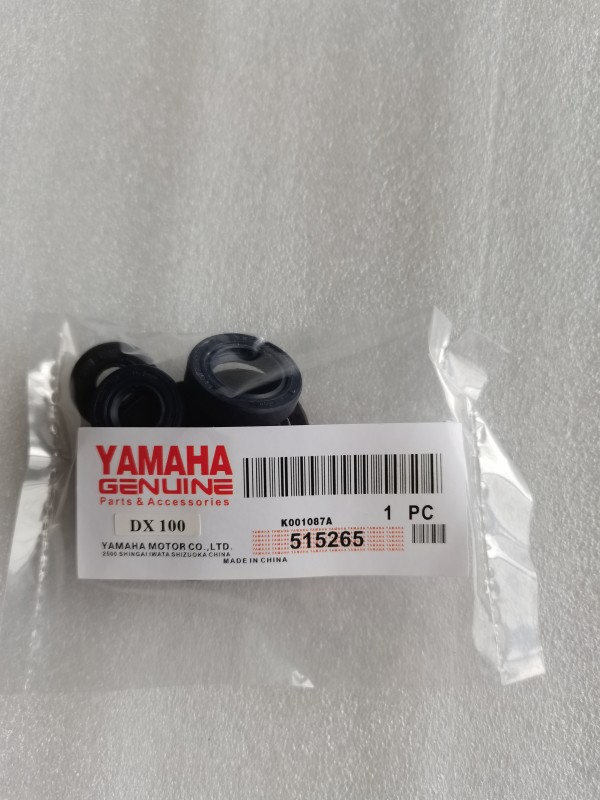 YAMAHA
GENUINE
Parts & Accessories
DX 100
YAMAHA MOTOR CO.,LTD.
2500 SHINGAI IWATA SHIZUOKA CHINA
MADE IN CHINA
K001087A
1 PC
515265